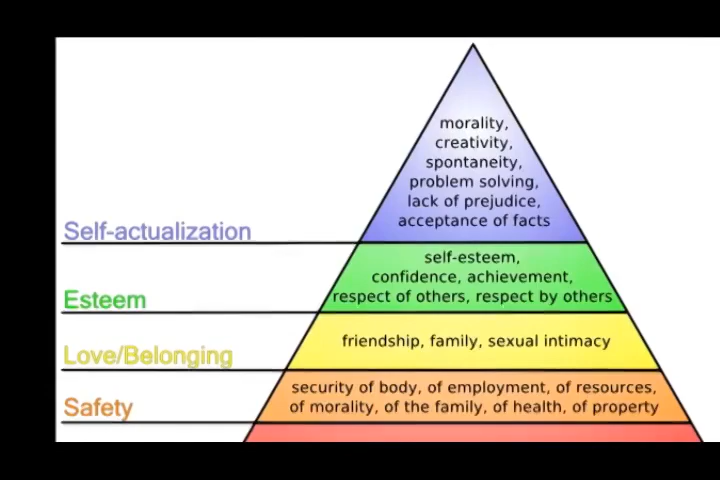 morality,
creativity,
spontaneity,
problem solving,
lack of prejudice,
acceptance of facts
Self-actualization
self-esteem,
confidence, achievement,
respect of others, respect by others
Esteem
friendship, family, sexual intimacy
Love/Belonging
security of body, of employment, of resources,
of morality, of the family, of health, of property
Safety